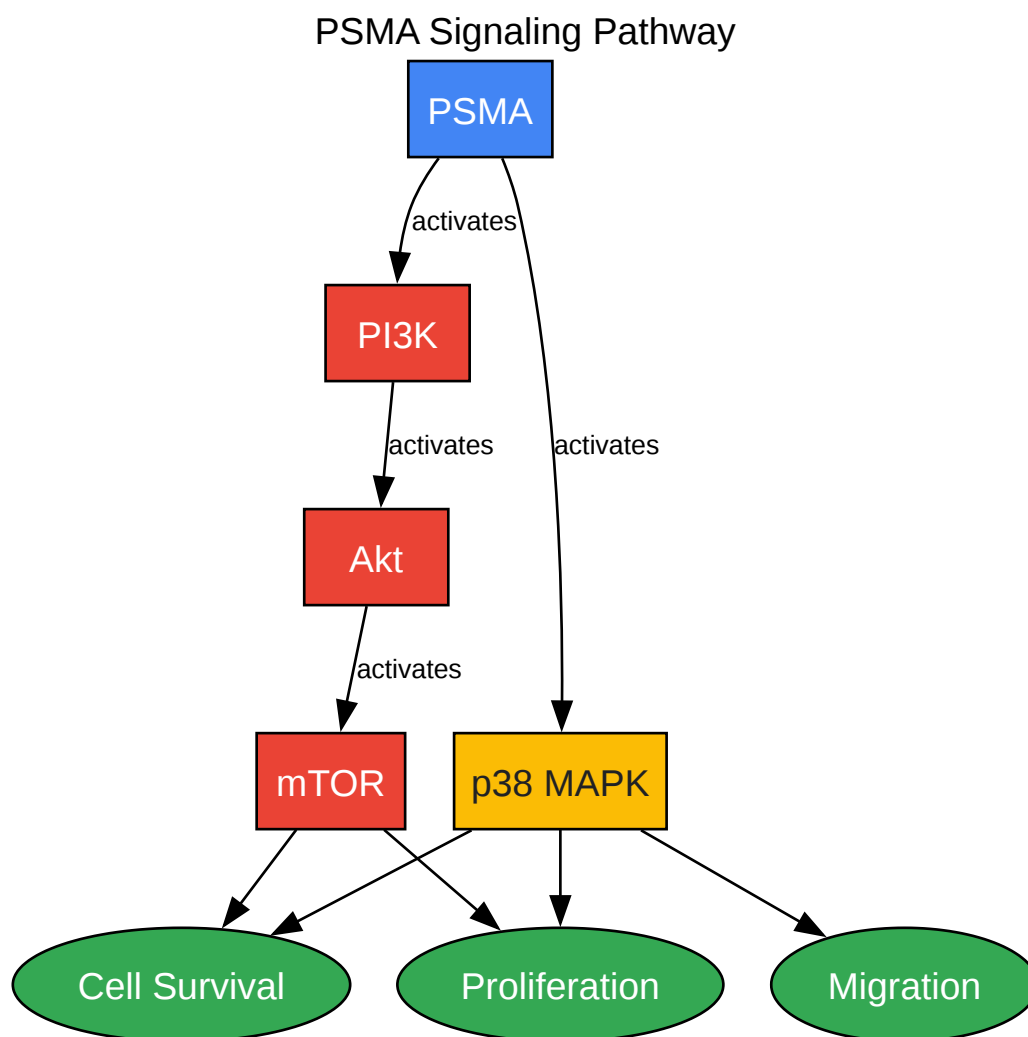 PSMA Signaling Pathway
PSMA
activates
PI3K
activates
activates
Akt
activates
mTOR
p38 MAPK
Cell Survival
Proliferation
Migration